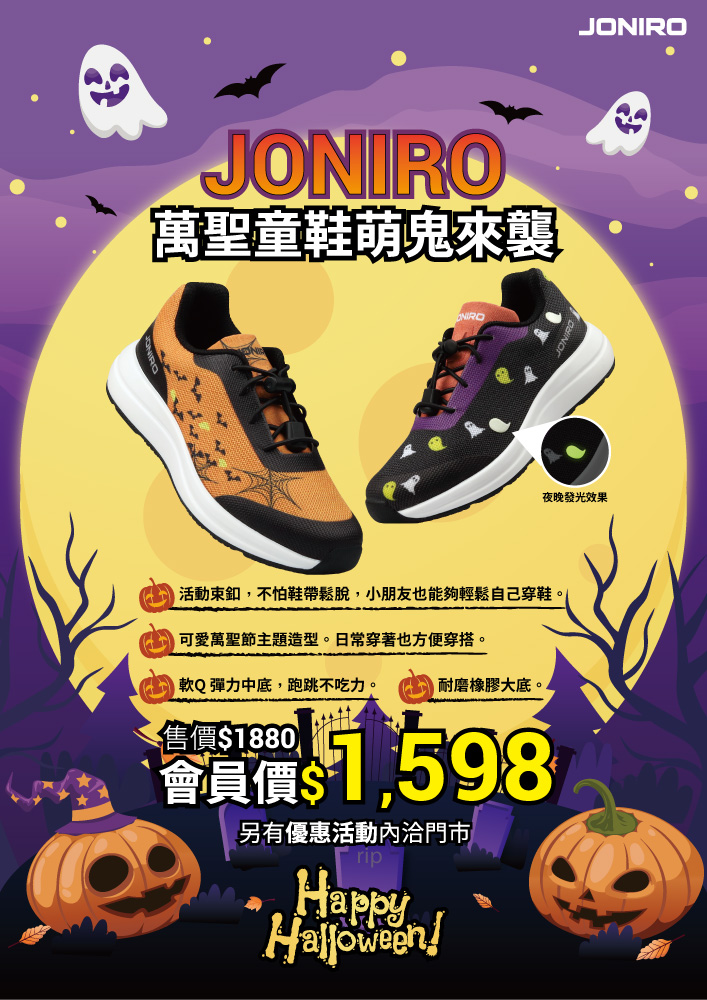 JONIRO
JONIRO
萬聖童鞋萌鬼來襲
JONIRO
JONIRO
夜晚發光效果
活動束釦,不怕鞋帶鬆脫,小朋友也能夠輕鬆自己穿鞋。
可愛萬聖節主題造型。日常穿著也方便穿搭。
軟Q 彈力中底,跑跳不吃力。
耐磨橡膠大底。
售價$1880
會員價$1,598
另有優惠活動內洽門市
rip
Happy
Halloween!